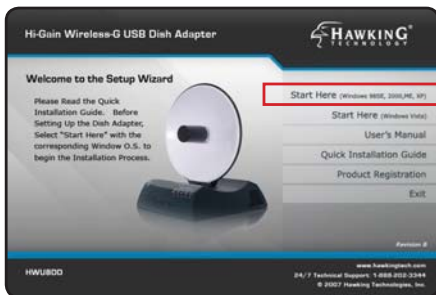 Hi-Gain Wireless-G USB Dish Adapter
HAWKING
TECHNOLOGY
Welcome to the Setup Wizard
Please Read the Quick
Installation Guide. Before
Setting Up the Dish Adapter,
Select "Start Here" with the
corresponding Window O.S. to
begin the Installation Process.
Start Here (Windows 98SE, 2000,ME, XP)
Start Here (Windows Vista)
User's Manual
Quick Installation Guide
Product Registration
Exit
Revision B
HWU8DD
www.hawkingtech.com
24/7 Technical Support: 1-888-202-3344
© 2007 Hawking Technologies, Inc.